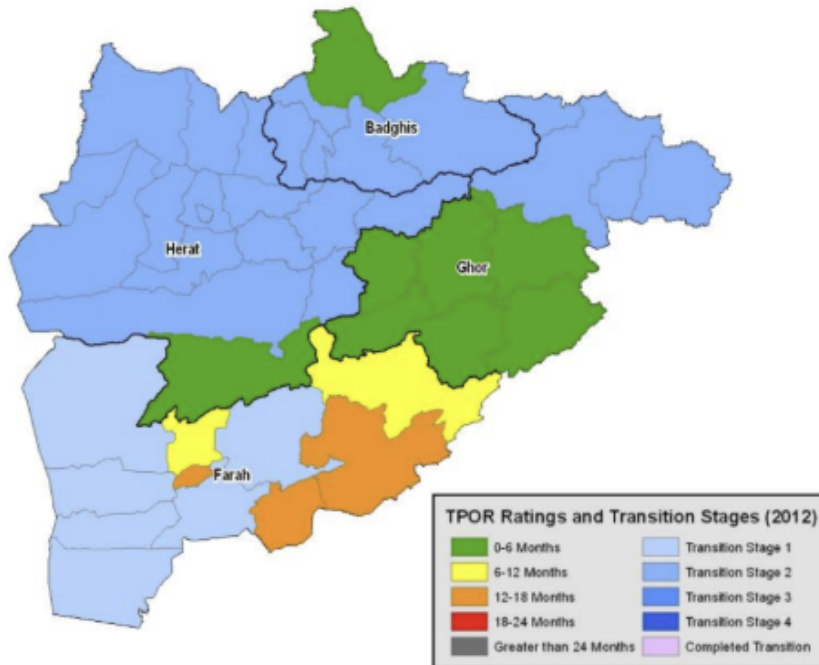 Badghis
Herat
Ghor
Farah
TPOR Ratings and Transition Stages (2012)
0-6 Months
6-12 Months
12-18 Months
18-24 Months
Greater than 24 Months
Transition Stage 1
Transition Stage 2
Transition Stage 3
Transition Stage 4
Completed Transition